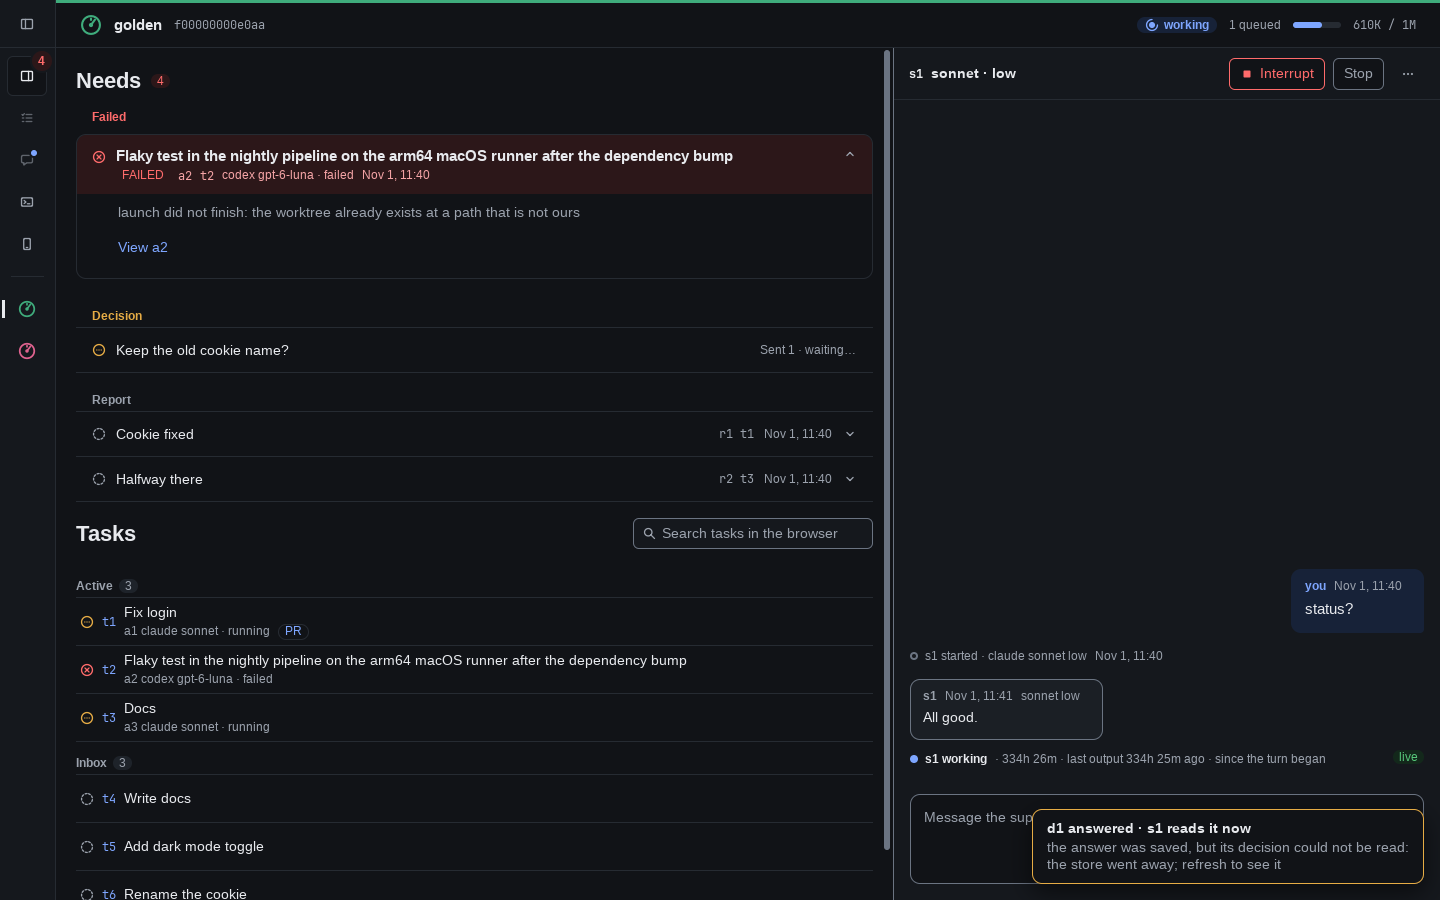 golden f00000000e0aa
working 1 queued 610K / 1M
4
Needs 4
Failed
Flaky test in the nightly pipeline on the arm64 macOS runner after the dependency bump
FAILED a2 t2 codex gpt-6-luna · failed Nov 1, 11:40
launch did not finish: the worktree already exists at a path that is not ours
View a2
Decision
Keep the old cookie name? Sent 1 · waiting…
Report
Cookie fixed r1 t1 Nov 1, 11:40
Halfway there r2 t3 Nov 1, 11:40
Tasks Search tasks in the browser
Active 3
t1 Fix login
a1 claude sonnet · running PR
t2 Flaky test in the nightly pipeline on the arm64 macOS runner after the dependency bump
a2 codex gpt-6-luna · failed
t3 Docs
a3 claude sonnet · running
Inbox 3
t4 Write docs
t5 Add dark mode toggle
t6 Rename the cookie
s1 sonnet · low Interrupt Stop
you Nov 1, 11:40
status?
s1 started · claude sonnet low Nov 1, 11:40
s1 Nov 1, 11:41 sonnet low
All good.
s1 working · 334h 26m · last output 334h 25m ago · since the turn began live
Message the sup
d1 answered · s1 reads it now
the answer was saved, but its decision could not be read:
the store went away; refresh to see it